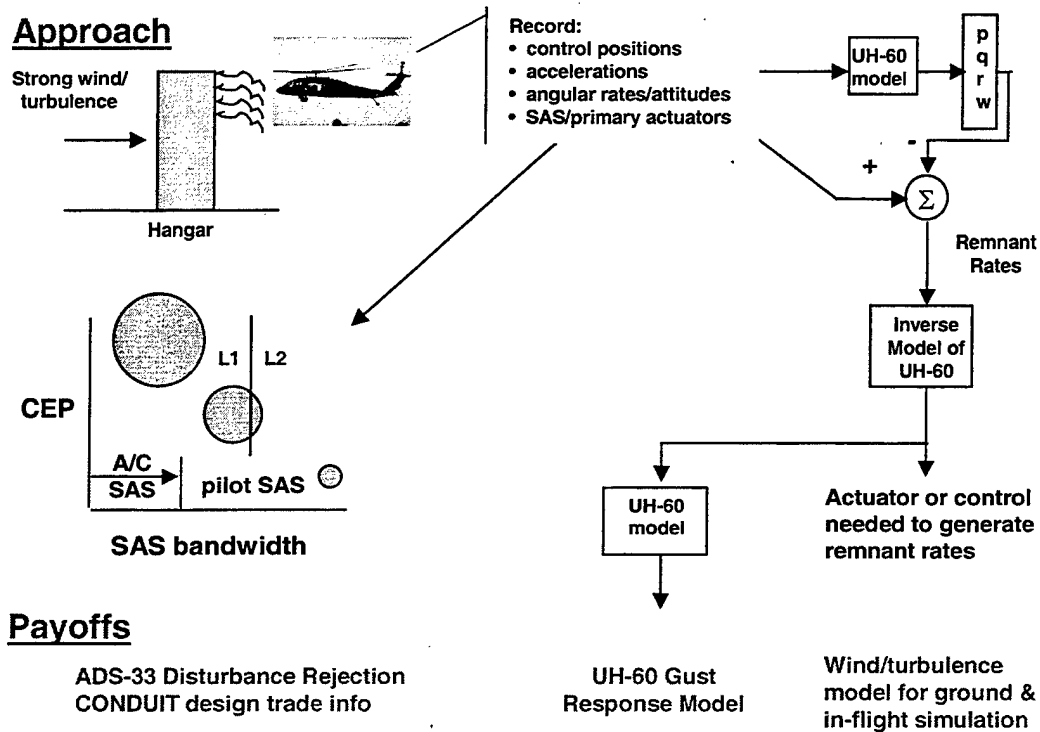 Approach
Strong wind/
turbulence
Hangar
Record:
• control positions
• accelerations
• angular rates/attitudes
• SAS/primary actuators
UH-60
model
p
q
r
w
-
+
Σ
Remnant
Rates
Inverse
Model of
UH-60
L1 L2
CEP
A/C
SAS
pilot SAS
SAS bandwidth
UH-60
model
Actuator or control
needed to generate
remnant rates
Payoffs
ADS-33 Disturbance Rejection
CONDUIT design trade info
UH-60 Gust
Response Model
Wind/turbulence
model for ground &
in-flight simulation